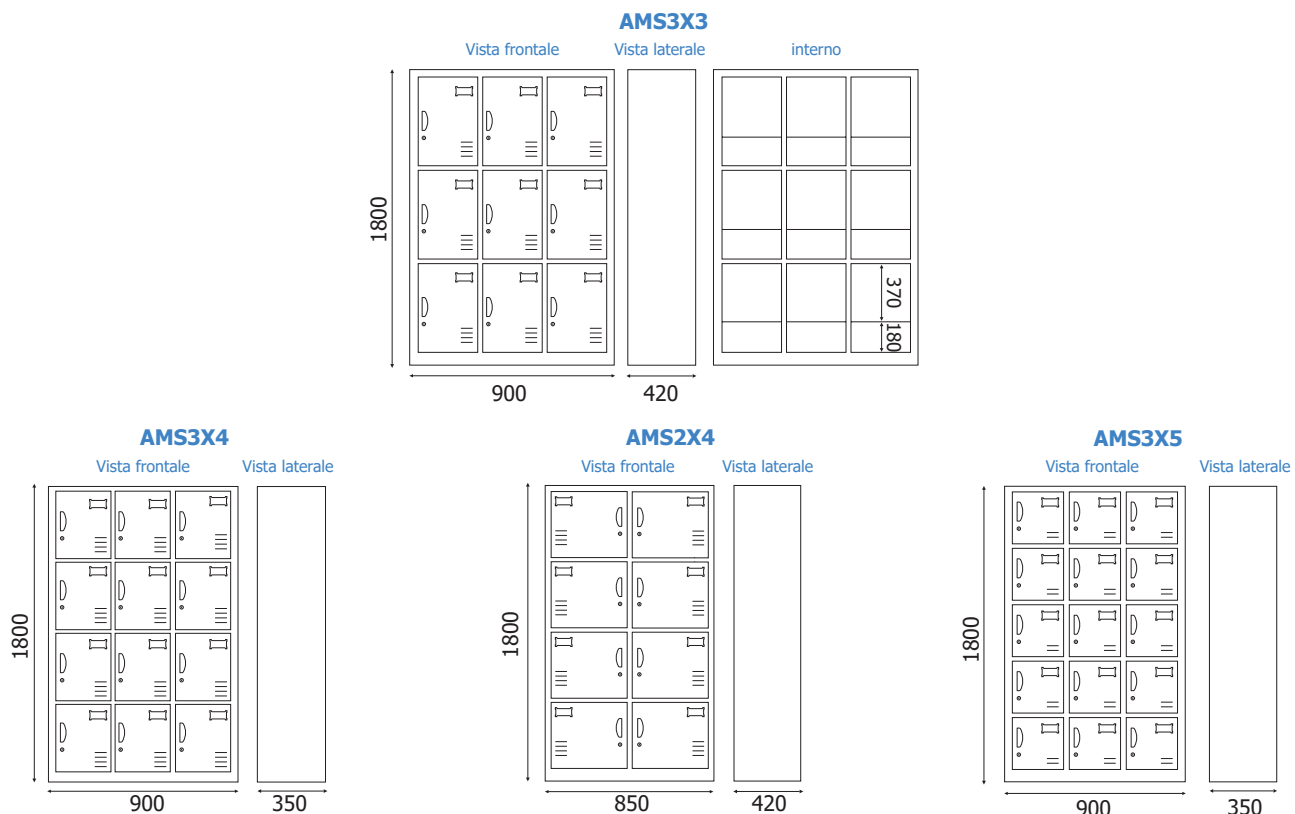 AMS3X3
Vista frontale Vista laterale interno
1800
370
180
900 420
AMS3X4 AMS2X4 AMS3X5
Vista frontale Vista laterale Vista frontale Vista laterale Vista frontale Vista laterale
1800 1800 1800
900 350 850 420 900 350